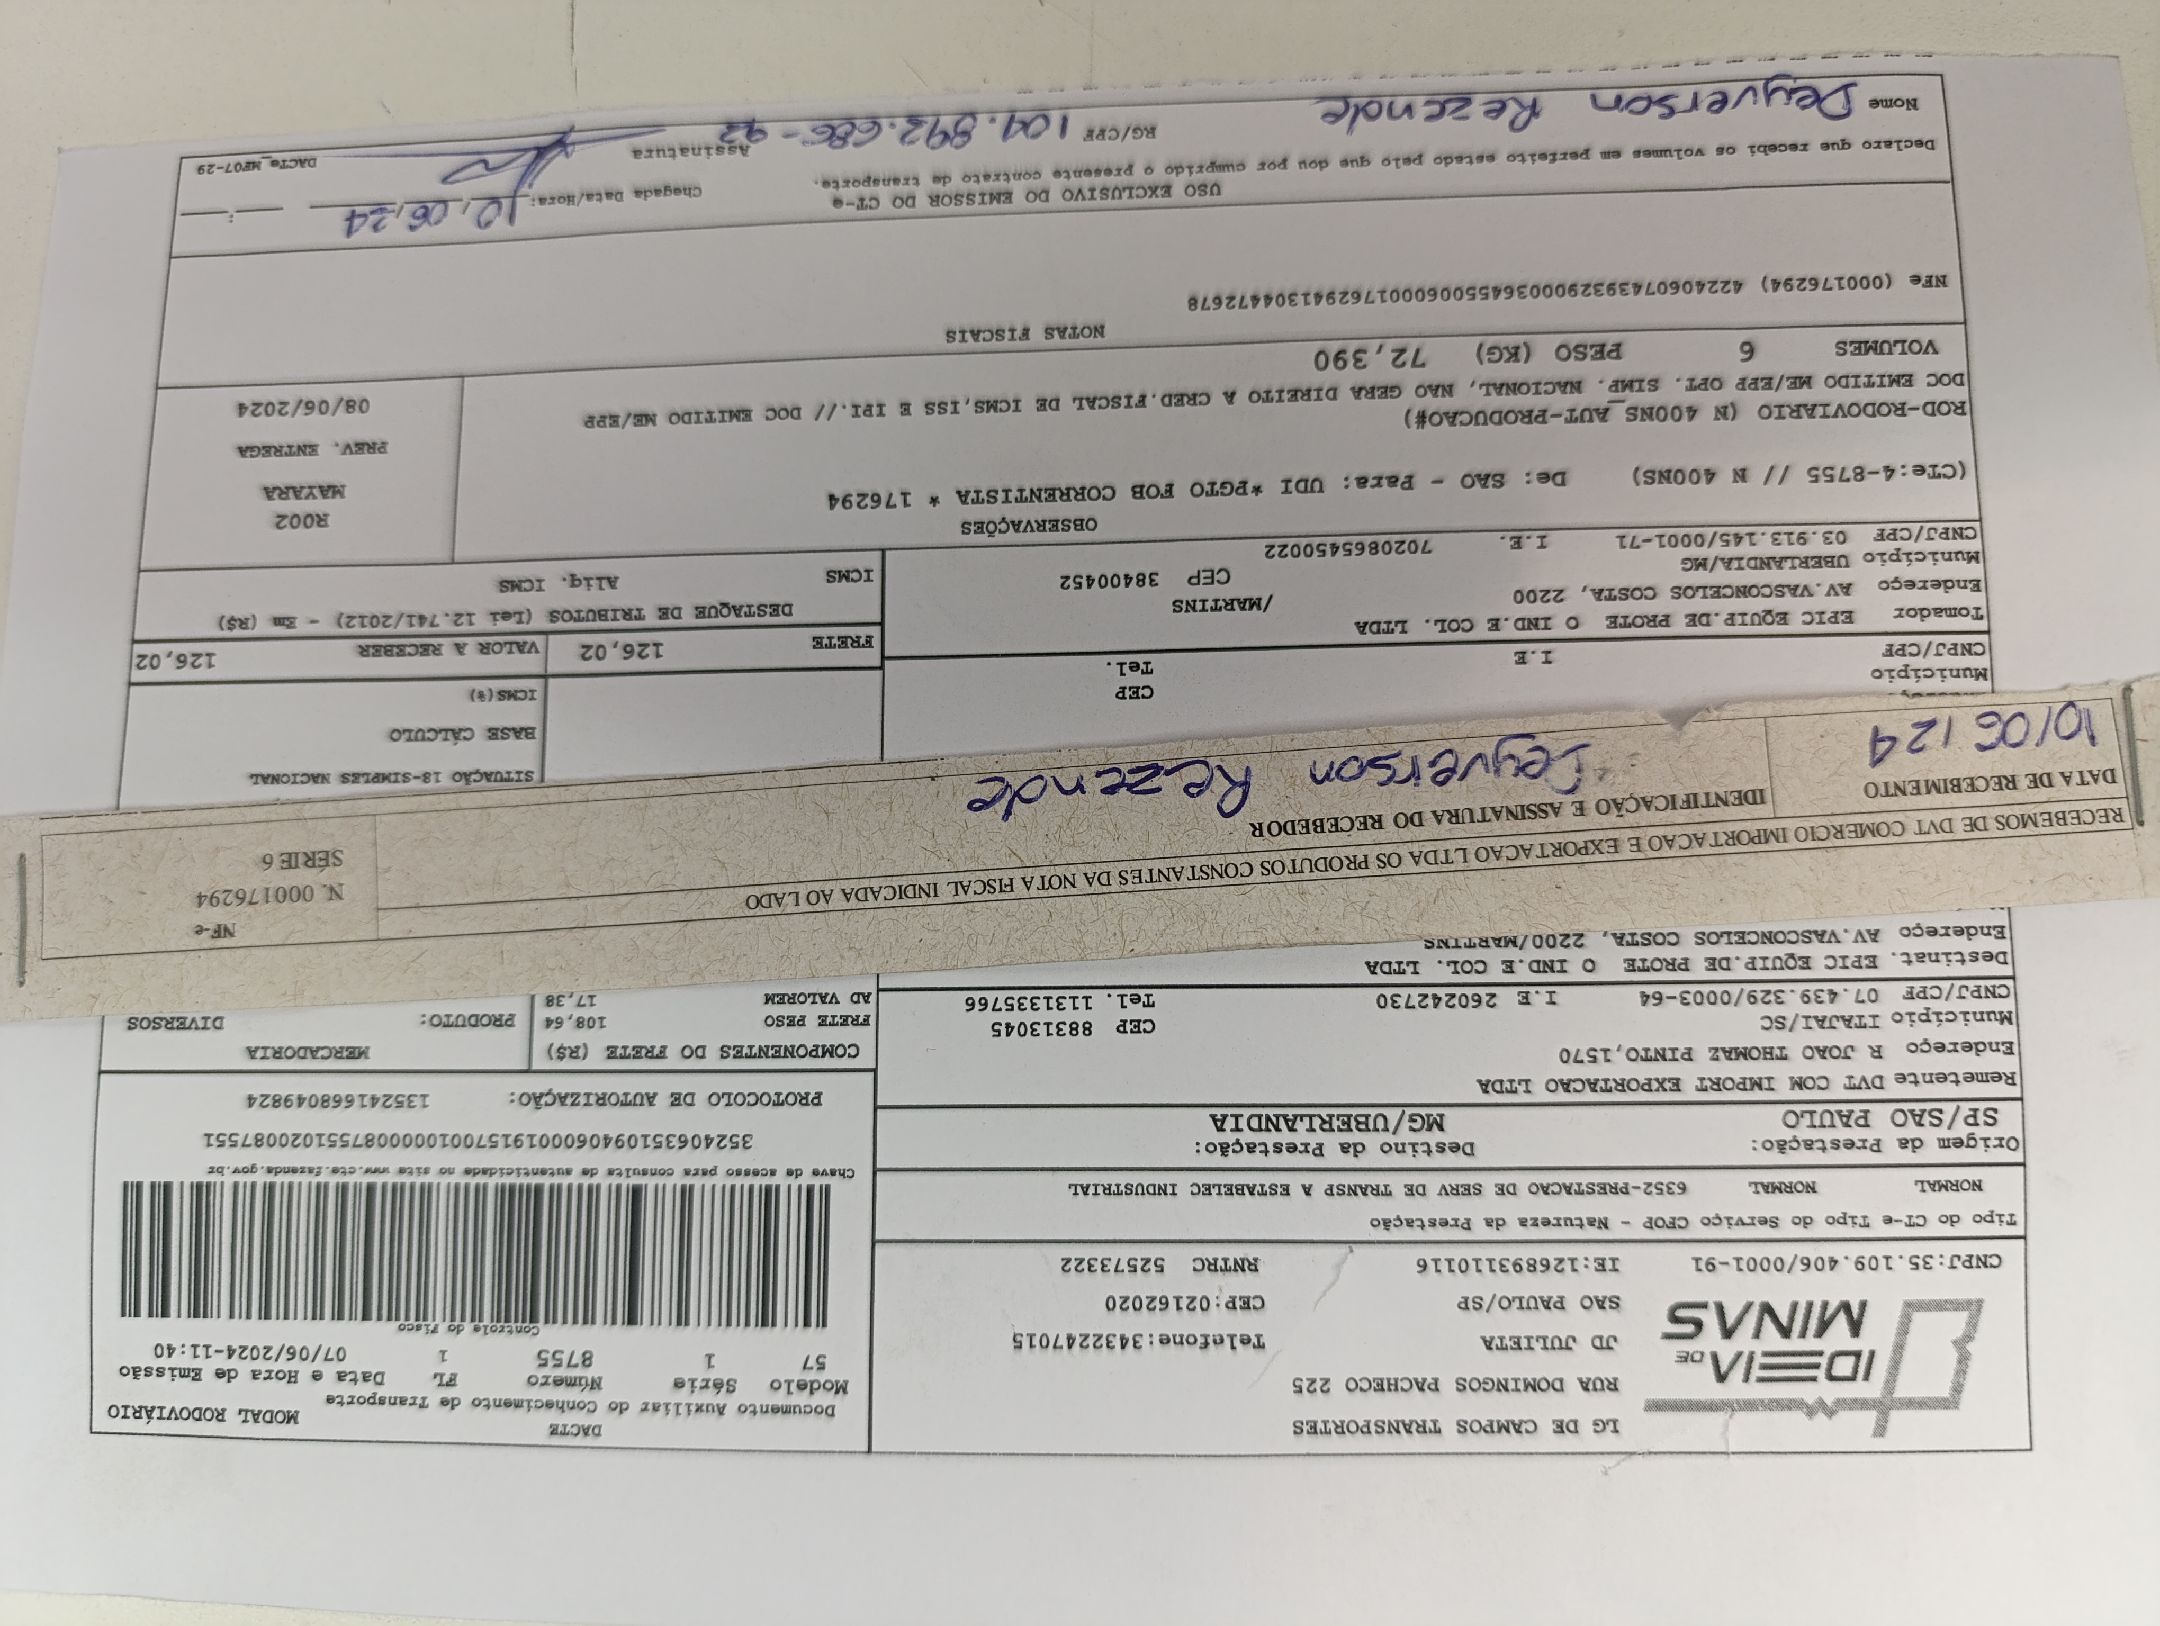 LG DE CAMPOS TRANSPORTES
RUA DOMINGOS PACHECO 225
JD JULIETA Telefone:3432247015
SAO PAULO/SP CEP:02162020
IDEIA DE MINAS
CNPJ:35.109.406/0001-91 IE:126893110116 RNTRC 52573322
DACTE
Documento Auxiliar do Conhecimento de Transporte
MODAL RODOVIÁRIO
Modelo Série Número FL Data e Hora de Emissão
57 1 8755 1 07/06/2024-11:40
Controle do Fisco
Chave de acesso para consulta de autenticidade no site www.cte.fazenda.gov.br
35240635109406000191570010000087551020087551
PROTOCOLO DE AUTORIZAÇÃO: 135241668049824
Tipo do CT-e Tipo do Serviço CFOP - Natureza da Prestação
NORMAL NORMAL 6352-PRESTACAO DE SERV DE TRANSP A ESTABELEC INDUSTRIAL
Origem da Prestação: Destino da Prestação:
SP/SAO PAULO MG/UBERLANDIA
Remetente DVT COM IMPORT EXPORTACAO LTDA
Endereço R JOAO THOMAZ PINTO,1570
Município ITAJAI/SC CEP 88313045
CNPJ/CPF 07.439.329/0003-64 I.E 260242730 Tel. 1131335766
COMPONENTES DO FRETE (R$) MERCADORIA
FRETE PESO 108,64 PRODUTO: DIVERSOS
AD VALOREM 17,38
Destinat. EPIC EQUIP.DE PROTE O IND.E COL. LTDA
Endereço AV.VASCONCELOS COSTA, 2200/MARTINS
NF-e
N. 000176294
SÉRIE 6
RECEBEMOS DE DVT COMERCIO IMPORTACAO E EXPORTACAO LTDA OS PRODUTOS CONSTANTES DA NOTA FISCAL INDICADA AO LADO
DATA DE RECEBIMENTO IDENTIFICAÇÃO E ASSINATURA DO RECEBEDOR
10/06/24 Deyverson Rezende
SITUAÇÃO 18-SIMPLES NACIONAL
BASE CÁLCULO
ICMS(%)
Município CEP
CNPJ/CPF I.E Tel.
FRETE 126,02 VALOR A RECEBER 126,02
Tomador EPIC EQUIP.DE PROTE O IND.E COL. LTDA
Endereço AV.VASCONCELOS COSTA, 2200 /MARTINS
Município UBERLANDIA/MG CEP 38400452
CNPJ/CPF 03.913.145/0001-71 I.E. 7020865450022
DESTAQUE DE TRIBUTOS (Lei 12.741/2012) - Em (R$)
ICMS Aliq. ICMS
OBSERVAÇÕES
(CTe:4-8755 // N 400NS) De: SAO - Para: UDI *PGTO FOB CORRENTISTA * 176294
R002
MAYARA
ROD-RODOVIARIO (N 400NS_AUT-PRODUCAO#)
DOC EMITIDO ME/EPP OPT. SIMP. NACIONAL, NAO GERA DIREITO A CRED.FISCAL DE ICMS,ISS E IPI.// DOC EMITIDO ME/EPP
PREV. ENTREGA
08/06/2024
VOLUMES 6 PESO (KG) 72,390
NOTAS FISCAIS
NFe (000176294) 42240607439329000364550060001762941304472678
USO EXCLUSIVO DO EMISSOR DO CT-e
Declaro que recebi os volumes em perfeito estado pelo que dou por cumprido o presente contrato de transporte.
Chegada Data/Hora: 10/06/24
Nome Deyverson Rezende RG/CPF 109.892.686-92 Assinatura
DACTe_MP07-29